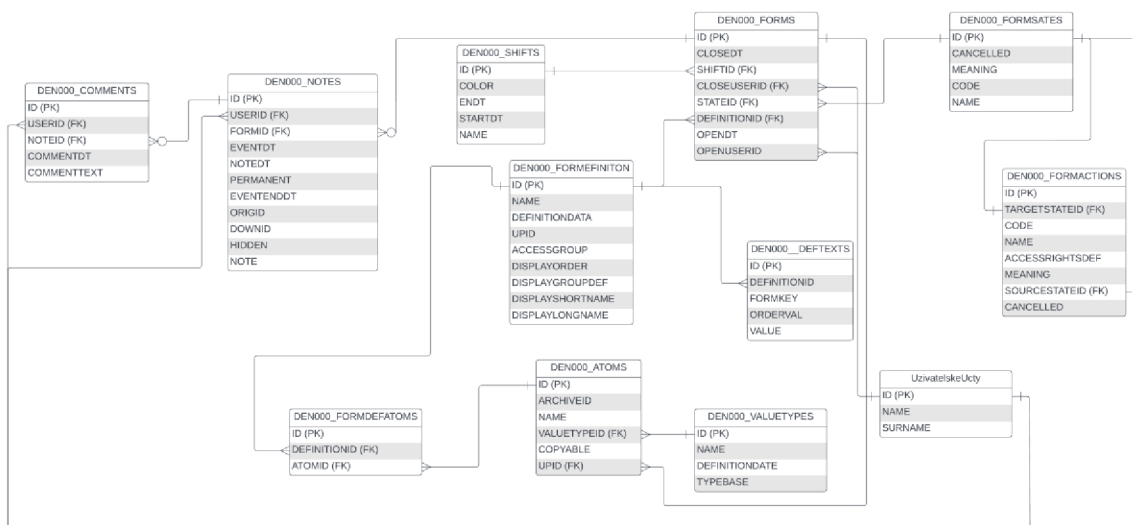 DEN000_FORMS
ID (PK)
CLOSEDT
SHIFTID (FK)
CLOSEUSERID (FK)
STATEID (FK)
DEFINITIONID (FK)
OPENDT
OPENUSERID
DEN000_FORMSATES
ID (PK)
CANCELLED
MEANING
CODE
NAME
DEN000_SHIFTS
ID (PK)
COLOR
ENDT
STARTDT
NAME
DEN000_NOTES
ID (PK)
USERID (FK)
FORMID (FK)
EVENTDT
NOTEDT
PERMANENT
EVENTENDDT
ORIGID
DOWNID
HIDDEN
NOTE
DEN000_COMMENTS
ID (PK)
USERID (FK)
NOTEID (FK)
COMMENTDT
COMMENTTEXT
DEN000_FORMEFINITON
ID (PK)
NAME
DEFINITIONDATA
UPID
ACCESSGROUP
DISPLAYORDER
DISPLAYGROUPDEF
DISPLAYSHORTNAME
DISPLAYLONGNAME
DEN000_FORMACTIONS
ID (PK)
TARGETSTATEID (FK)
CODE
NAME
ACCESSRIGHTSDEF
MEANING
SOURCESTATEID (FK)
CANCELLED
DEN000__DEFTEXTS
ID (PK)
DEFINITIONID
FORMKEY
ORDERVAL
VALUE
DEN000_ATOMS
ID (PK)
ARCHIVEID
NAME
VALUETYPEID (FK)
COPYABLE
UPID (FK)
UzivatelskeUcty
ID (PK)
NAME
SURNAME
DEN000_FORMDEFATOMS
ID (PK)
DEFINITIONID (FK)
ATOMID (FK)
DEN000_VALUETYPES
ID (PK)
NAME
DEFINITIONDATE
TYPEBASE